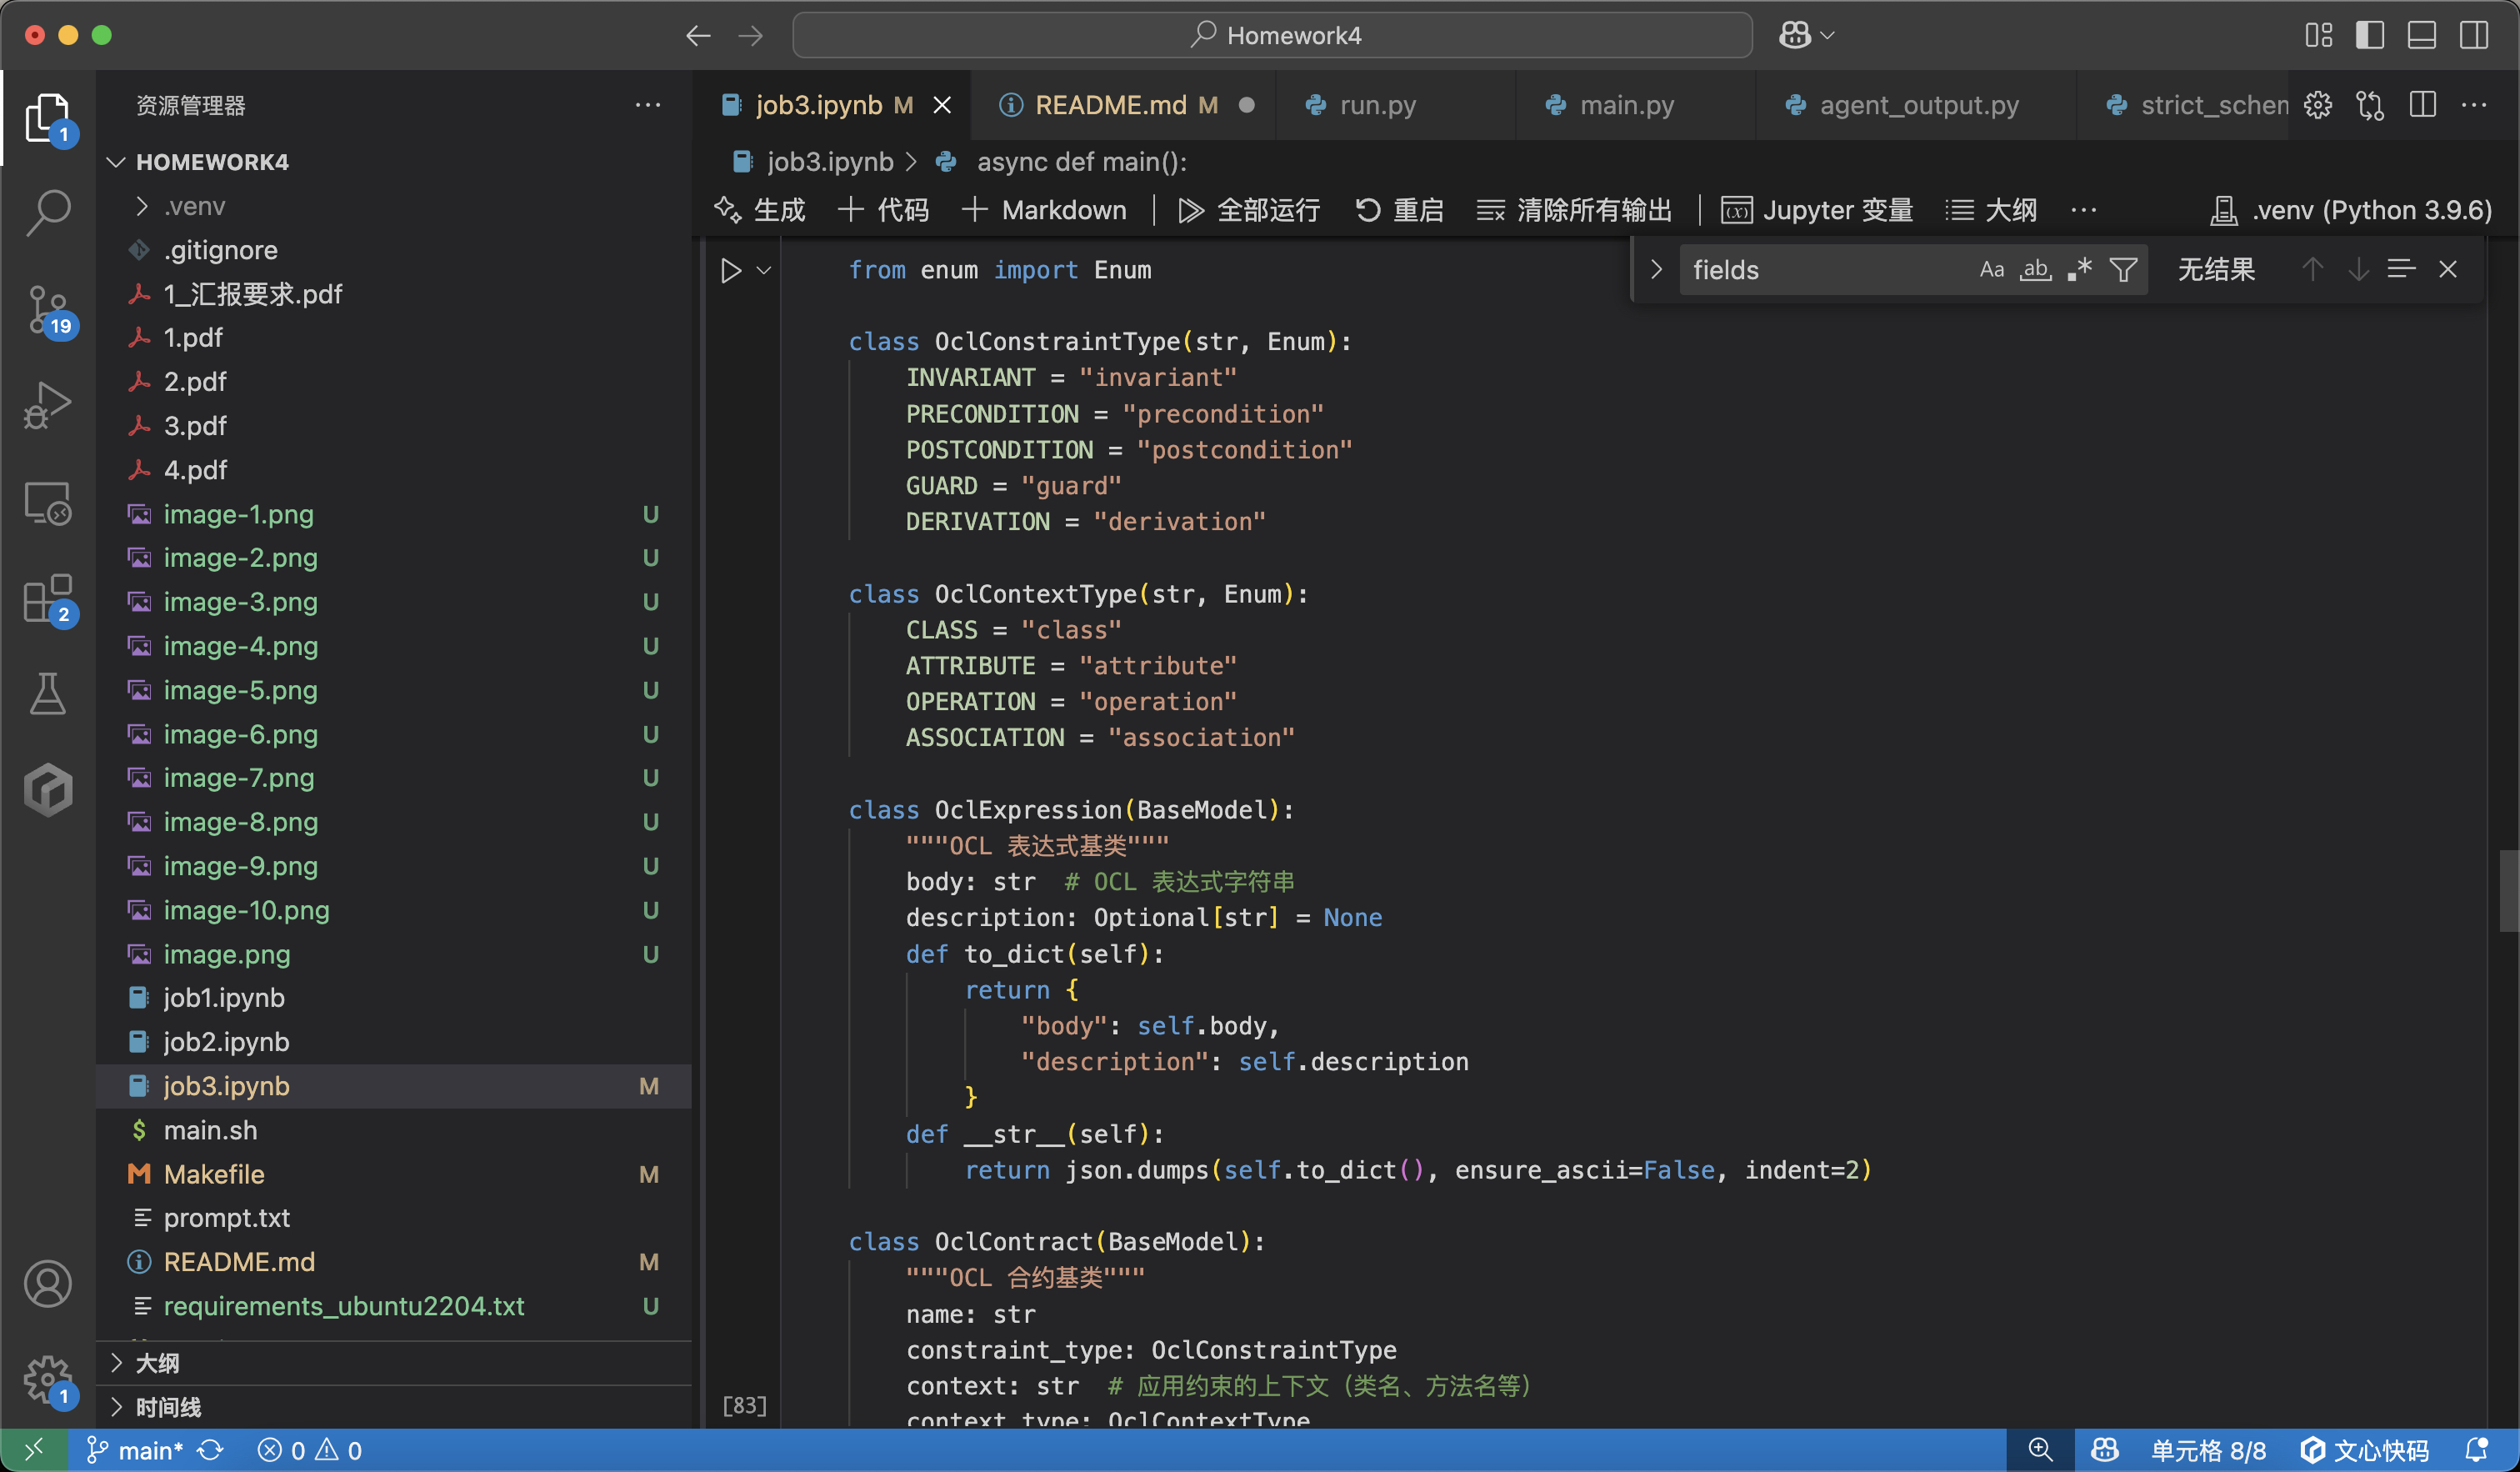 Homework4
资源管理器
HOMEWORK4
.venv
.gitignore
1_汇报要求.pdf
1.pdf
2.pdf
3.pdf
4.pdf
image-1.png U
image-2.png U
image-3.png U
image-4.png U
image-5.png U
image-6.png U
image-7.png U
image-8.png U
image-9.png U
image-10.png U
image.png U
job1.ipynb
job2.ipynb
job3.ipynb M
main.sh
Makefile M
prompt.txt
README.md M
requirements_ubuntu2204.txt U
大纲
时间线
1
19
2
1
job3.ipynb M
README.md M
run.py
main.py
agent_output.py
strict_schem
job3.ipynb > async def main():
生成
代码
Markdown
全部运行
重启
清除所有输出
Jupyter 变量
大纲
.venv (Python 3.9.6)
fields
Aa
ab
.*
无结果
from enum import Enum
class OclConstraintType(str, Enum):
INVARIANT = "invariant"
PRECONDITION = "precondition"
POSTCONDITION = "postcondition"
GUARD = "guard"
DERIVATION = "derivation"
class OclContextType(str, Enum):
CLASS = "class"
ATTRIBUTE = "attribute"
OPERATION = "operation"
ASSOCIATION = "association"
class OclExpression(BaseModel):
"""OCL 表达式基类"""
body: str  # OCL 表达式字符串
description: Optional[str] = None
def to_dict(self):
return {
"body": self.body,
"description": self.description
}
def __str__(self):
return json.dumps(self.to_dict(), ensure_ascii=False, indent=2)
class OclContract(BaseModel):
"""OCL 合约基类"""
name: str
constraint_type: OclConstraintType
context: str  # 应用约束的上下文（类名、方法名等）
context_type: OclContextType
[83]
main*
0
0
单元格 8/8
文心快码